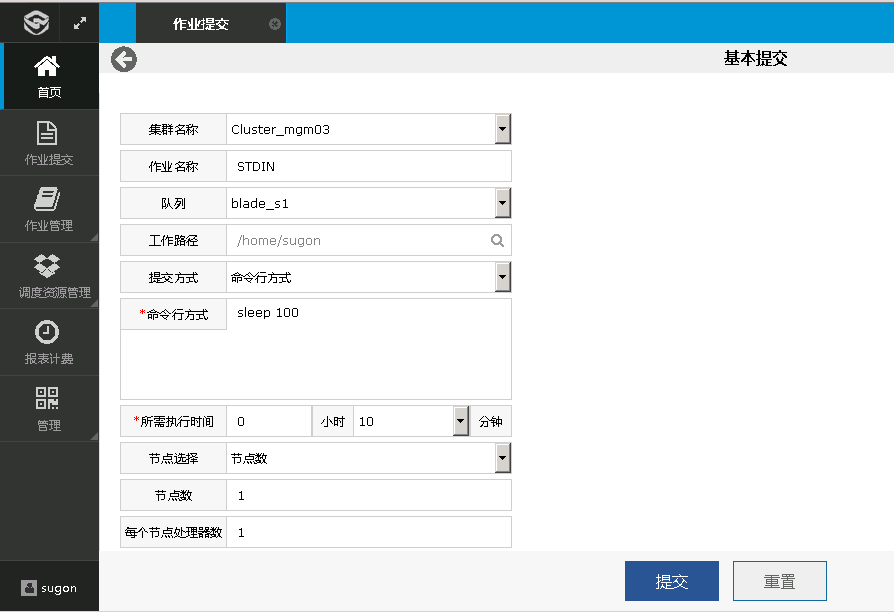 作业提交
基本提交
首页
作业提交
作业管理
调度资源管理
报表计费
管理
sugon
集群名称 Cluster_mgm03
作业名称 STDIN
队列 blade_s1
工作路径 /home/sugon
提交方式 命令行方式
*命令行方式 sleep 100
*所需执行时间 0 小时 10 分钟
节点选择 节点数
节点数 1
每个节点处理器数 1
提交 重置